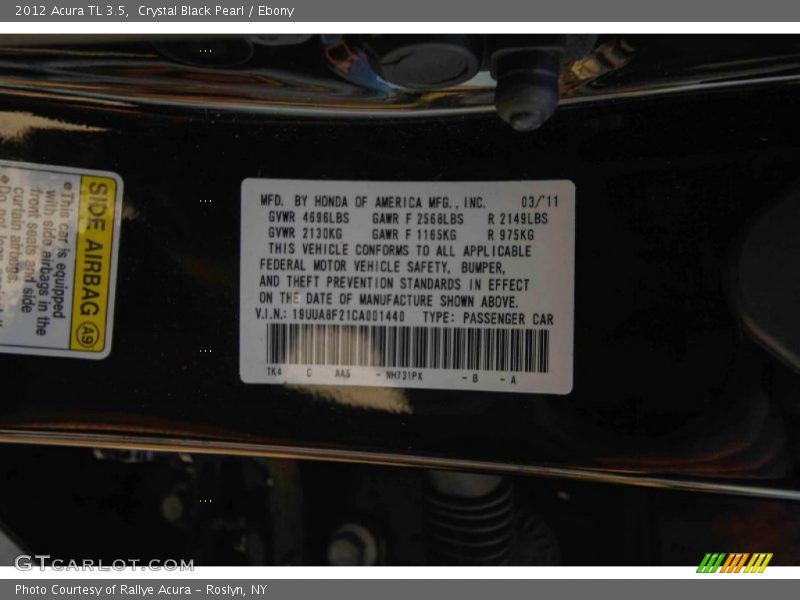 2012 Acura TL 3.5,  Crystal Black Pearl / Ebony
SIDE AIRBAG A9
This car is equipped
with side airbags in the
front seats and side
curtain airbags.
Do not lean
MFD. BY HONDA OF AMERICA MFG., INC. 03/'11
GVWR 4696LBS GAWR F 2568LBS R 2149LBS
GVWR 2130KG GAWR F 1165KG R 975KG
THIS VEHICLE CONFORMS TO ALL APPLICABLE
FEDERAL MOTOR VEHICLE SAFETY, BUMPER,
AND THEFT PREVENTION STANDARDS IN EFFECT
ON THE DATE OF MANUFACTURE SHOWN ABOVE.
V.I.N.: 19UUA8F21CA001440 TYPE: PASSENGER CAR
TK4 C AA5 - NH731PX - B - A
GTCARLOT.COM
Photo Courtesy of Rallye Acura - Roslyn, NY